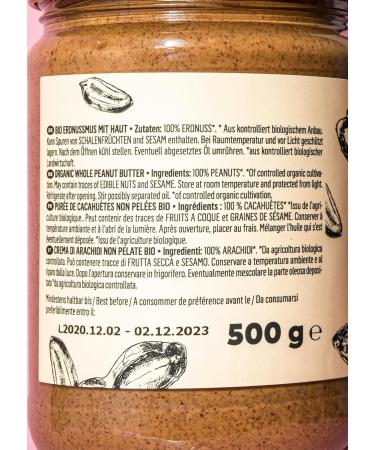 BIO ERDNUSSMUS MIT HAUT • Zutaten: 100% ERDNUSS*. * Aus kontrolliert biologischem Anbau.
Kann Spuren von SCHALENFRÜCHTEN und SESAM enthalten. Bei Raumtemperatur und vor Licht geschützt
lagern. Nach dem Öffnen kühl stellen. Eventuell abgesetztes Öl umrühren. *aus biologischer
Landwirtschaft.
ORGANIC WHOLE PEANUT BUTTER • Ingredients: 100% PEANUTS*. *Of controlled organic cultiva-
tion. May contain traces of EDIBLE NUTS and SESAME. Store at room temperature and protected from light.
Refrigerate after opening. Stir possibly separated oil. *of controlled organic cultivation.
PURÉE DE CACAHUÈTES NON PELÉES BIO • Ingrédients: 100 % CACAHUÈTES* *Issu de l'agri-
culture biologique. Peut contenir des traces de FRUITS A COQUE et GRAINES DE SÉSAME. Conserver à
température ambiante et à l'abri de la lumière. Après ouverture, placer au frais. Mélanger l'huile qui s'est
éventuellement déposée. *issu de l'agriculture biologique.
CREMA DI ARACHIDI NON PELATE BIO • Ingredienti: 100% ARACHIDI*. *Da agricoltura biologica
controllata. Può contenere tracce di FRUTTA SECCA e SESAMO. Conservare a temperatura ambiente e al
riparo dalla luce. Dopo l'apertura conservare in frigorifero. Eventualmente mescolare la parte oleosa deposi-
tata *da agricoltura biologica controllata.
Mindestens haltbar bis / Best before / A consommer de préférence avant le / Da consumarsi
preferibilmente entro il:
L2020.12.02 - 02.12.2023
500 g e